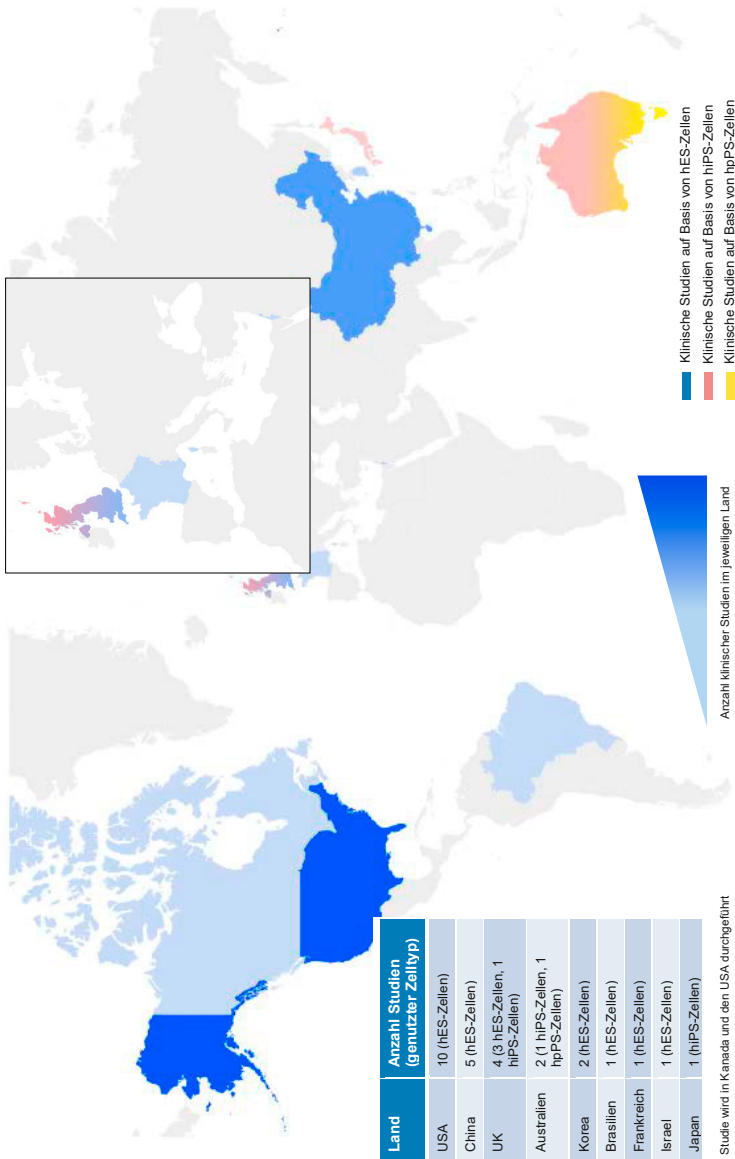 Land
Anzahl Studien
(genutzter Zelltyp)
USA
10 (hES-Zellen)
China
5 (hES-Zellen)
UK
4 (3 hES-Zellen, 1
hiPS-Zellen)
Australien
2 (1 hiPS-Zellen, 1
hpPS-Zellen)
Korea
2 (hES-Zellen)
Brasilien
1 (hES-Zellen)
Frankreich
1 (hES-Zellen)
Israel
1 (hES-Zellen)
Japan
1 (hiPS-Zellen)
Studie wird in Kanada und den USA durchgeführt
Anzahl klinischer Studien im jeweiligen Land
Klinische Studien auf Basis von hES-Zellen
Klinische Studien auf Basis von hiPS-Zellen
Klinische Studien auf Basis von hpPS-Zellen